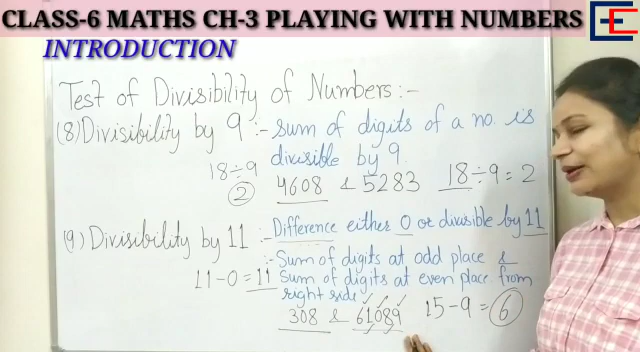 CLASS-6 MATHS CH-3 PLAYING WITH NUMBERS
INTRODUCTION
Test of Divisibility of Numbers:-
(8) Divisibility by 9:- sum of digits of a no. is
divisible by 9.
18÷9
2
4608 & 5283 18÷9=2
(9) Divisibility by 11:- Difference either 0 or divisible by 11
:- Sum of digits at odd place &
11-0=11 Sum of digits at even place from
right side.
308 & 61089 15-9=6